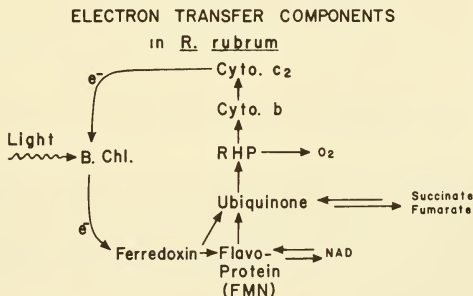 ELECTRON TRANSFER COMPONENTS
in R. rubrum
Cyto. c2
e-
Cyto. b
Light
B. Chl.
RHP
O2
Ubiquinone
Succinate
Fumarate
e-
Ferredoxin
Flavo-
Protein
(FMN)
NAD